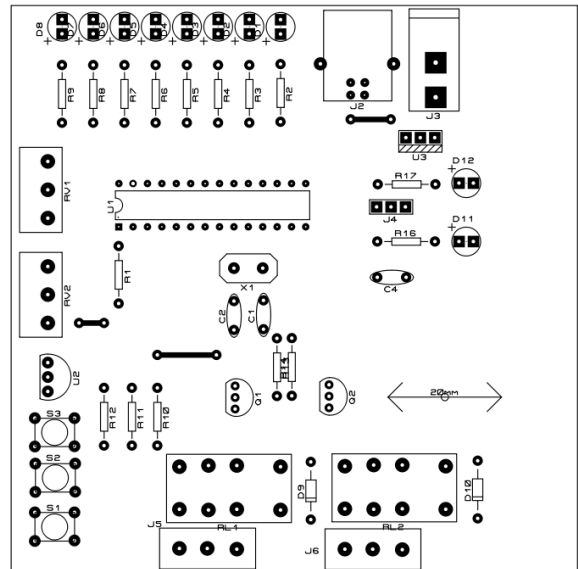 D8 D7 D6 D5 D4 D3 D2 D1
R9 R8 R7 R6 R5 R4 R3 R2
J2 J3
U3
D12
R17
RV1
U1
J4
D11
R16
R1
X1
C4
RV2
C2 C1
U2
R14
20mm
Q1 Q2
S3
R12 R11 R10
S2
D9 D10
S1
J5 RL1 RL2
J6